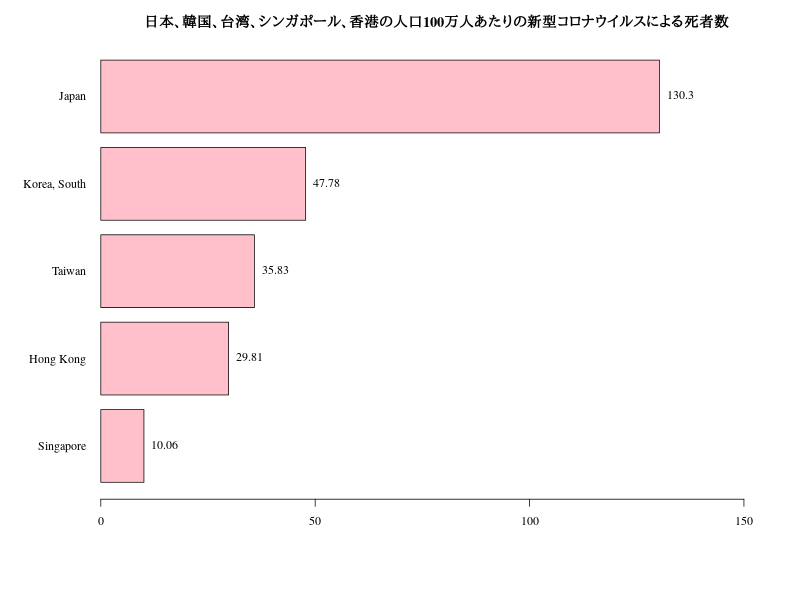 日本、韓国、台湾、シンガポール、香港の人口100万人あたりの新型コロナウイルスによる死者数
Japan
130.3
Korea, South
47.78
Taiwan
35.83
Hong Kong
29.81
Singapore
10.06
0 50 100 150